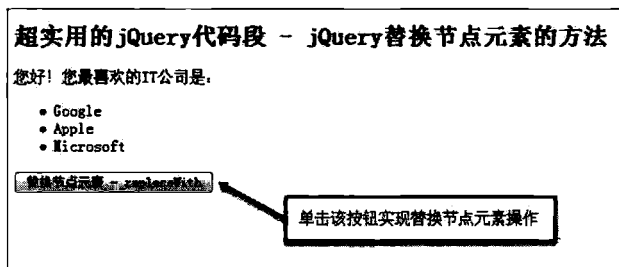 超实用的jQuery代码段 - jQuery替换节点元素的方法
您好！您最喜欢的IT公司是：
Google
Apple
Microsoft
替换节点元素 - replaceWith
单击该按钮实现替换节点元素操作